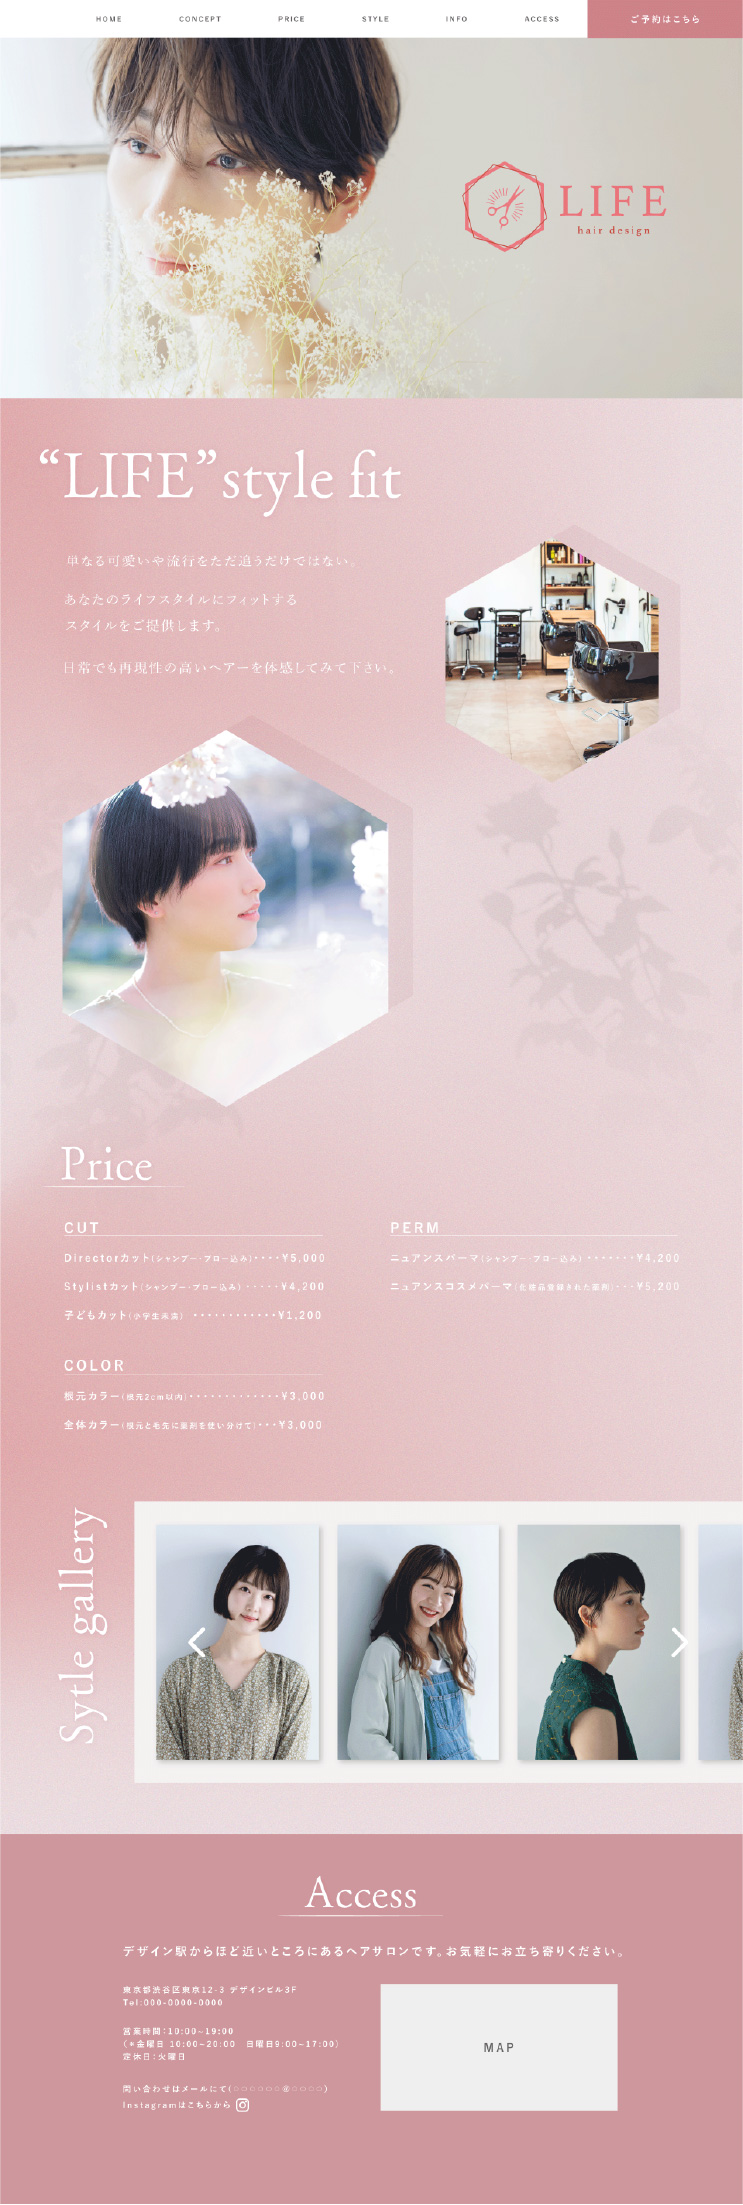 HOME CONCEPT PRICE STYLE INFO ACCESS ご予約はこちら
LIFE
hair design
“LIFE”style fit
単なる可愛いや流行をただ追うだけではない。
あなたのライフスタイルにフィットする
スタイルをご提供します。
日常でも再現性の高いヘアーを体感してみて下さい。
Price
CUT
Directorカット(シャンプー・ブロー込み)・・・・¥5,000
Stylistカット(シャンプー・ブロー込み) ・・・・・¥4,200
子どもカット(小学生未満) ・・・・・・・・・・・・¥1,200
COLOR
根元カラー(根元2cm以内)・・・・・・・・・・・・・¥3,000
全体カラー(根元と毛先に薬剤を使い分けて)・・・¥3,000
PERM
ニュアンスパーマ(シャンプー・ブロー込み) ・・・・・・・¥4,200
ニュアンスコスメパーマ(化粧品登録された薬剤)・・・¥5,200
Sytle gallery
Access
デザイン駅からほど近いところにあるヘアサロンです。お気軽にお立ち寄りください。
東京都渋谷区東京12-3 デザインビル3F
Tel:000-0000-0000
営業時間:10:00~19:00
(*金曜日 10:00~20:00 日曜日9:00~17:00)
定休日:火曜日
問い合わせはメールにて(○○○○○○@○○○○)
Instagramはこちらから
MAP